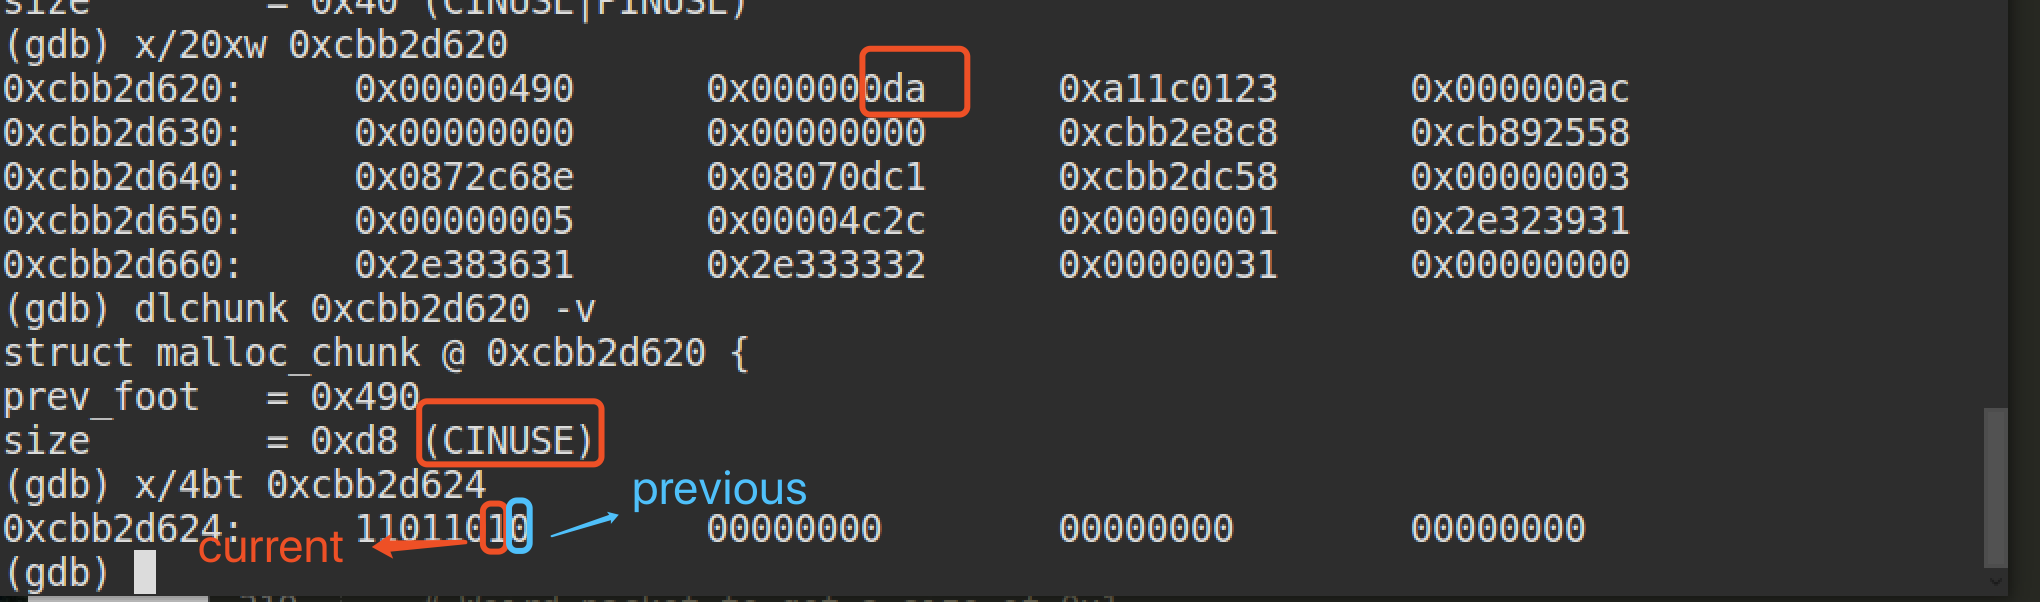 size        = 0x40 (CINUSE|PINUSE)
(gdb) x/20xw 0xcbb2d620
0xcbb2d620:     0x00000490      0x000000da      0xa11c0123      0x000000ac
0xcbb2d630:     0x00000000      0x00000000      0xcbb2e8c8      0xcb892558
0xcbb2d640:     0x0872c68e      0x08070dc1      0xcbb2dc58      0x00000003
0xcbb2d650:     0x00000005      0x00004c2c      0x00000001      0x2e323931
0xcbb2d660:     0x2e383631      0x2e333332      0x00000031      0x00000000
(gdb) dlchunk 0xcbb2d620 -v
struct malloc_chunk @ 0xcbb2d620 {
prev_foot   = 0x490
size        = 0xd8 (CINUSE)
(gdb) x/4bt 0xcbb2d624
previous
0xcbb2d624:     11011010        00000000        00000000        00000000
current
(gdb)